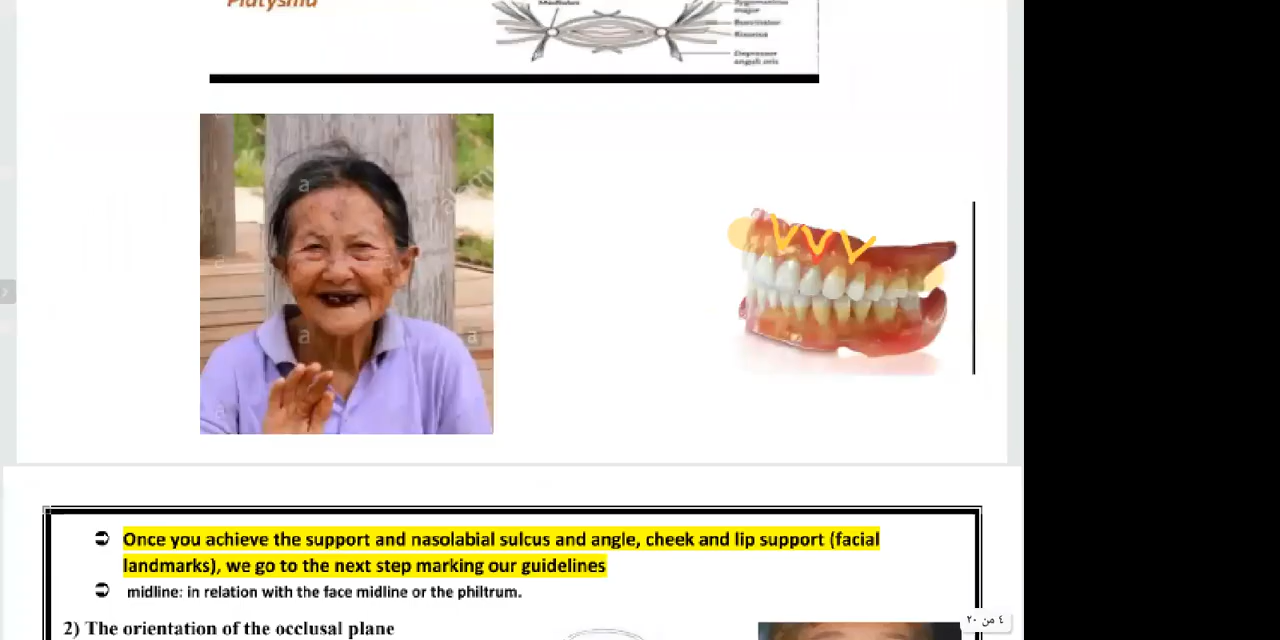 Platysma
Modiolus
Zygomaticus
major
Buccinator
Risorius
Depressor
anguli oris
a
a
a
a
a
alamy
Once you achieve the support and nasolabial sulcus and angle, cheek and lip support (facial
landmarks), we go to the next step marking our guidelines
midline: in relation with the face midline or the philtrum.
٤ من ٢٠
2) The orientation of the occlusal plane